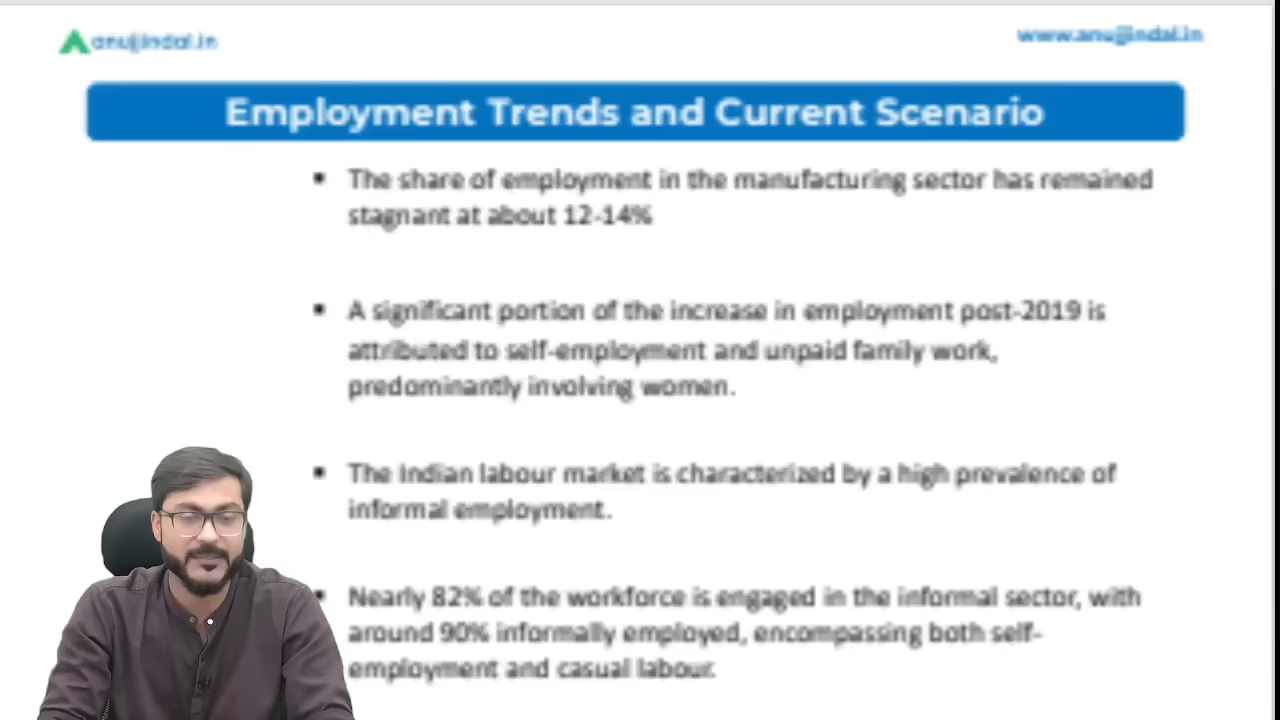 anujjindal.in
www.anujjindal.in
Employment Trends and Current Scenario
▪ The share of employment in the manufacturing sector has remained
stagnant at about 12-14%
▪ A significant portion of the increase in employment post-2019 is
attributed to self-employment and unpaid family work,
predominantly involving women.
▪ The Indian labour market is characterized by a high prevalence of
informal employment.
▪ Nearly 82% of the workforce is engaged in the informal sector, with
around 90% informally employed, encompassing both self-
employment and casual labour.